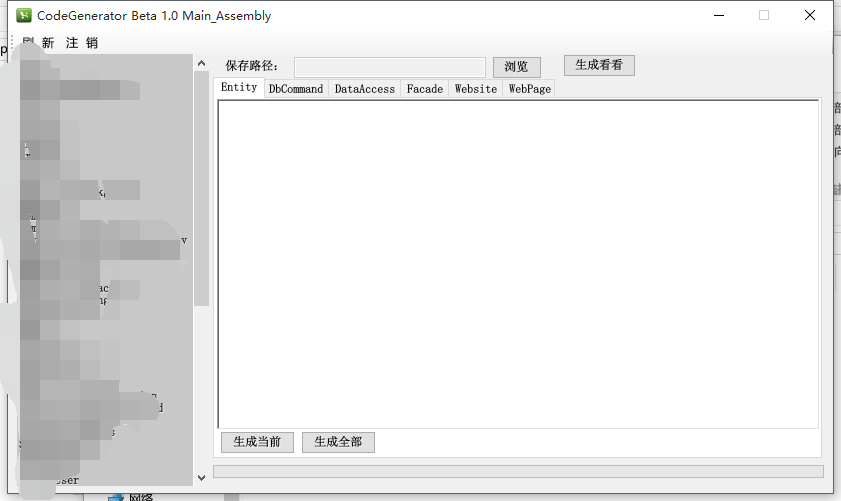 CodeGenerator Beta 1.0 Main_Assembly
刷 新 注 销
保存路径: 浏览 生成看看
Entity DbCommand DataAccess Facade Website WebPage
生成当前 生成全部
网络